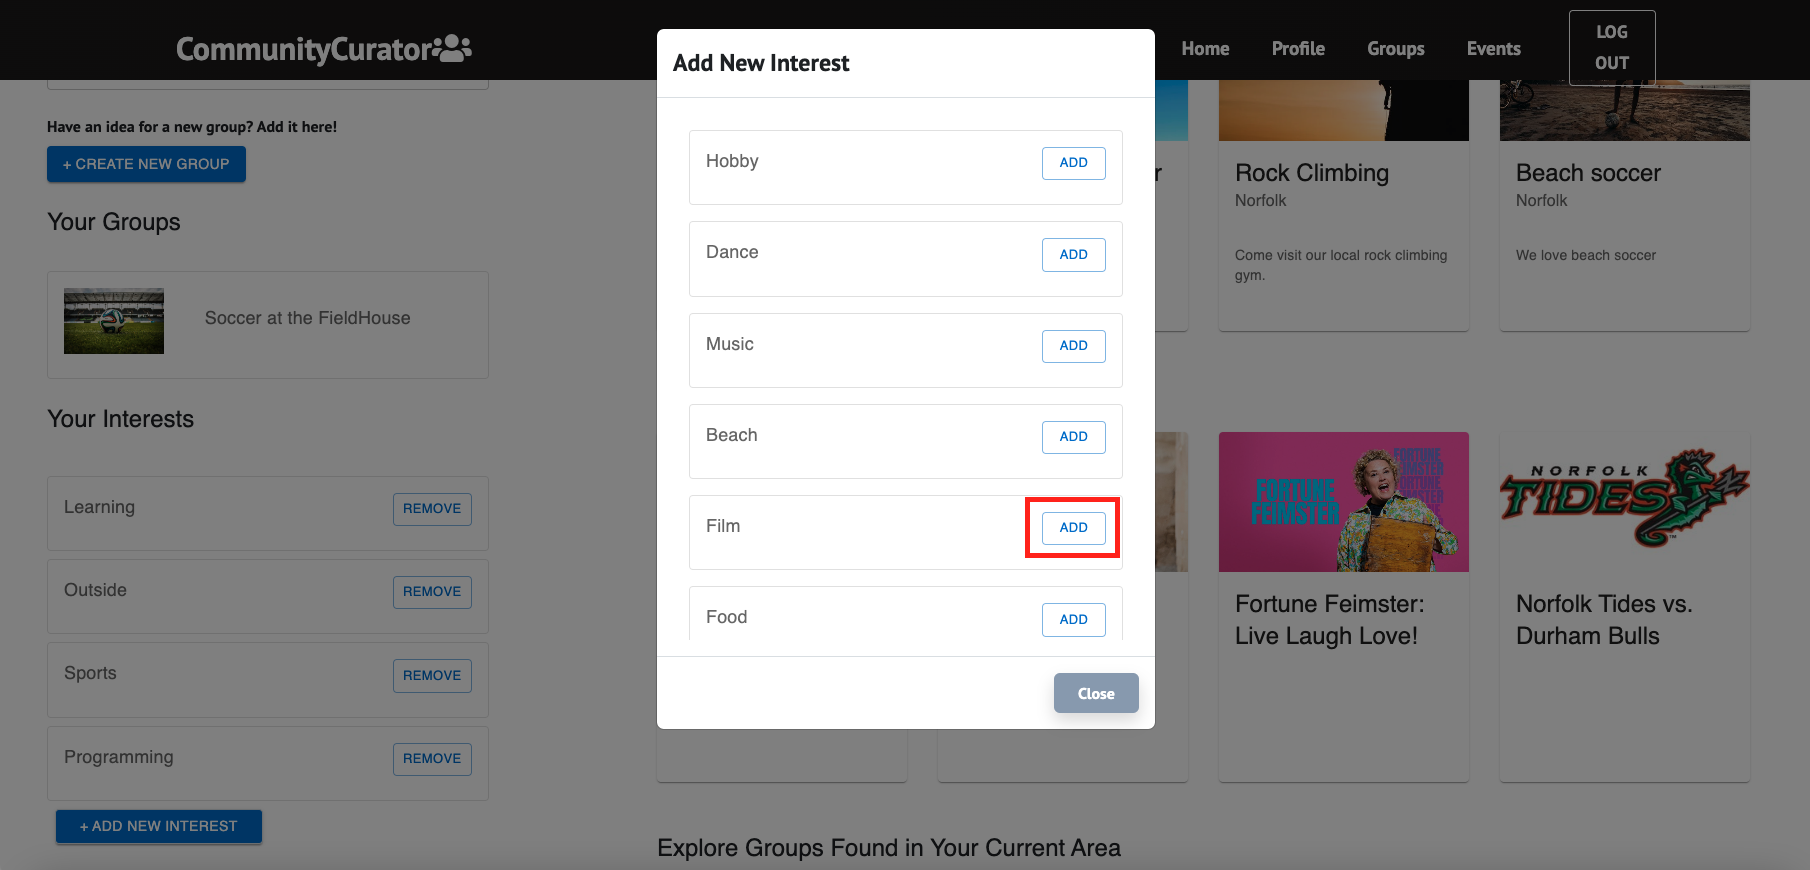 CommunityCurator
Home
Profile
Groups
Events
LOG
OUT
Have an idea for a new group? Add it here!
+ CREATE NEW GROUP
Your Groups
Soccer at the FieldHouse
Your Interests
Learning
REMOVE
Outside
REMOVE
Sports
REMOVE
Programming
REMOVE
+ ADD NEW INTEREST
Add New Interest
Hobby
ADD
Dance
ADD
Music
ADD
Beach
ADD
Film
ADD
Food
ADD
Close
r
Rock Climbing
Norfolk
Come visit our local rock climbing
gym.
Beach soccer
Norfolk
We love beach soccer
FORTUNE
FEIMSTER
FORTUNE
FEIMSTER
FORTUNE
FEIMSTER
Fortune Feimster:
Live Laugh Love!
NORFOLK
TIDES
Norfolk Tides vs.
Durham Bulls
Explore Groups Found in Your Current Area